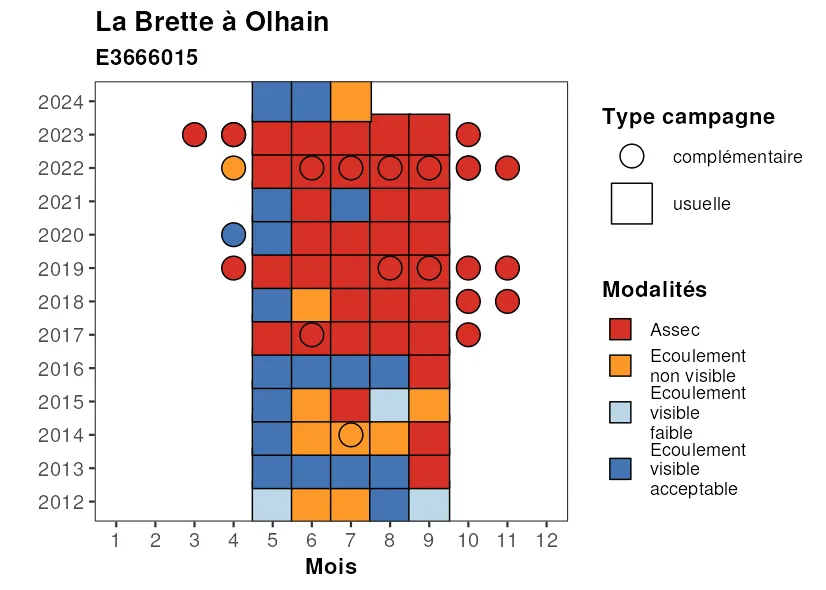 La Brette à Olhain
E3666015
2024
2023
2022
2021
2020
2019
2018
2017
2016
2015
2014
2013
2012
1 2 3 4 5 6 7 8 9 10 11 12
Mois
Type campagne
complémentaire
usuelle
Modalités
Assec
Ecoulement
non visible
Ecoulement
visible
faible
Ecoulement
visible
acceptable